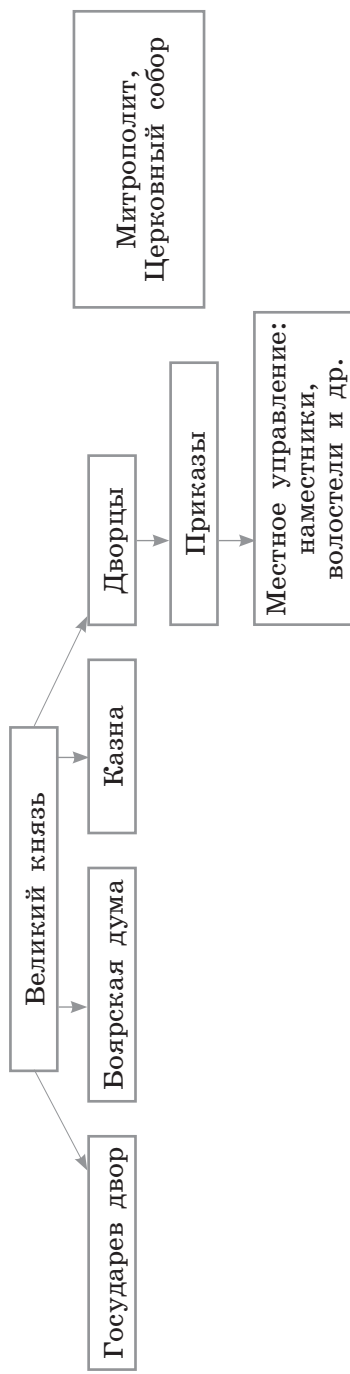 Великий князь
Государев двор
Боярская дума
Казна
Дворцы
Приказы
Местное управление:
наместники,
волостели и др.
Митрополит,
Церковный собор